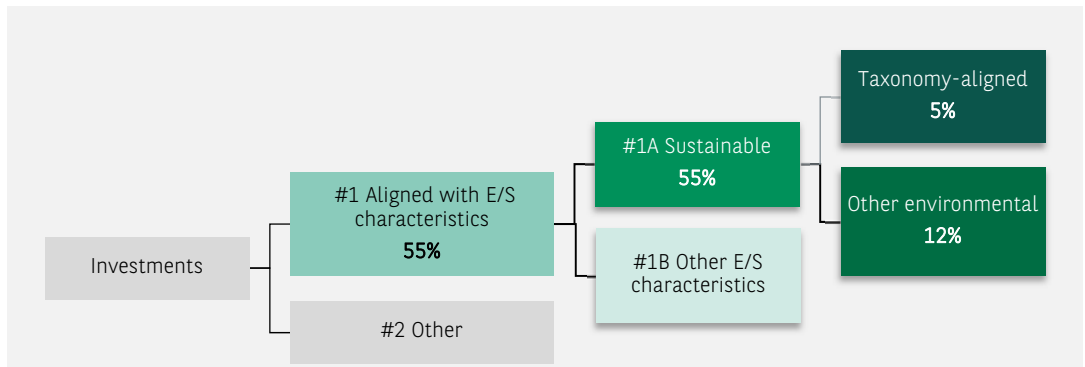 Investments
#1 Aligned with E/S
characteristics
55%
#2 Other
#1A Sustainable
55%
#1B Other E/S
characteristics
Taxonomy-aligned
5%
Other environmental
12%